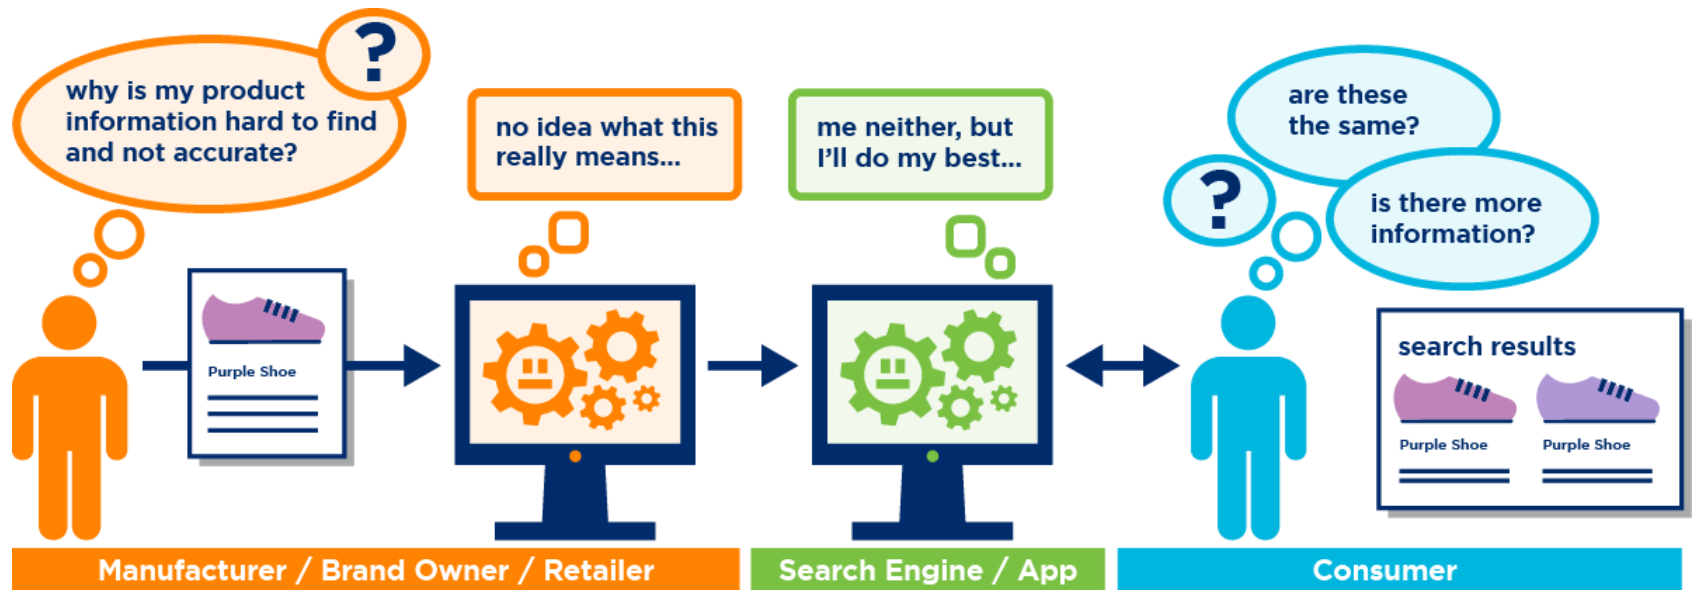 ?
why is my product
information hard to find
and not accurate?
no idea what this
really means...
me neither, but
I'll do my best...
are these
the same?
?
is there more
information?
Purple Shoe
search results
Purple Shoe
Purple Shoe
Manufacturer / Brand Owner / Retailer
Search Engine / App
Consumer